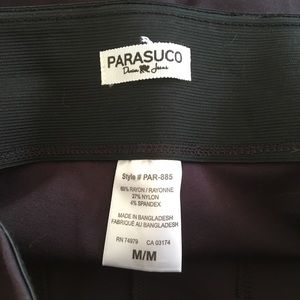 PARASUCO
Denim Jeans
Style # PAR-885
69% RAYON/RAYONNE
27% NYLON
4% SPANDEX
MADE IN BANGLADESH
FABRIQUÉ AU BANGLADESH
RN 74979 CA 03174
M/M